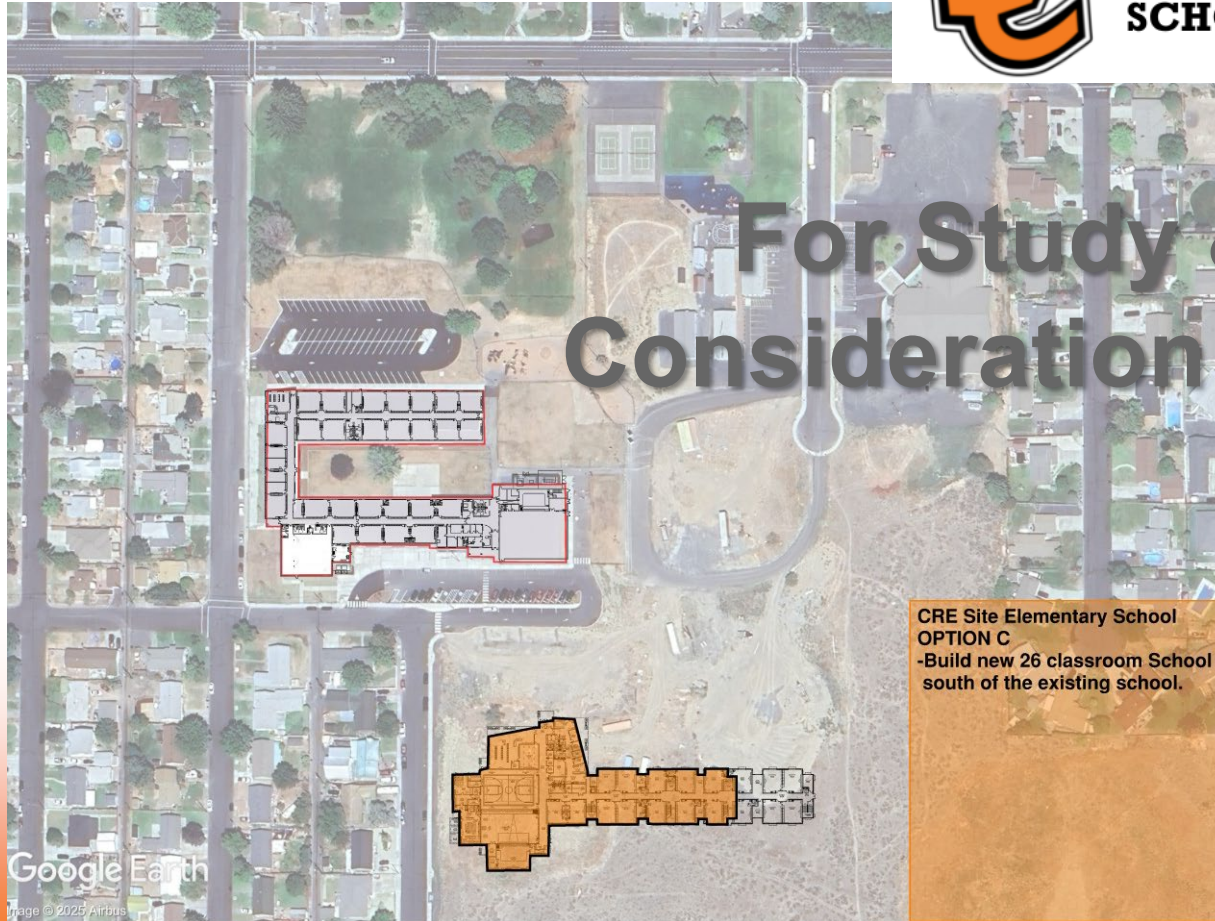 For Study
Consideration
CRE Site Elementary School
OPTION C
-Build new 26 classroom School
south of the existing school.
Google Earth
Image © 2025 Airbus